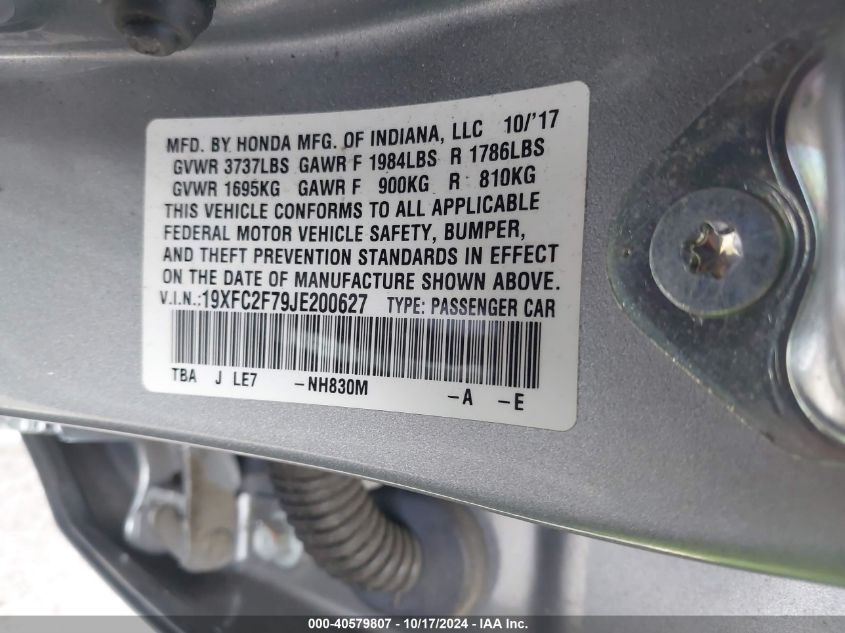 MFD. BY HONDA MFG. OF INDIANA, LLC 10/'17
GVWR 3737LBS GAWR F 1984LBS R 1786LBS
GVWR 1695KG GAWR F 900KG R 810KG
THIS VEHICLE CONFORMS TO ALL APPLICABLE
FEDERAL MOTOR VEHICLE SAFETY, BUMPER,
AND THEFT PREVENTION STANDARDS IN EFFECT
ON THE DATE OF MANUFACTURE SHOWN ABOVE.
V.I.N.:19XFC2F79JE200627 TYPE: PASSENGER CAR
TBA J LE7 -NH830M -A -E
000-40579807 - 10/17/2024 - IAA Inc.